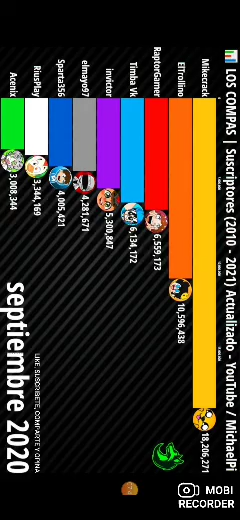 LOS COMPAS | Suscriptores (2010 - 2021) Actualizado - YouTube / MichaelPi
Mikecrack 18,206,271
ElTrollino 10,596,438
RaptorGamer 6,559,173
Timba Vk 6,134,172
invictor 5,300,847
elmayo97 4,281,671
Sparta356 4,005,421
RiusPlay 3,344,169
Acenix 3,008,344
LIKE, SUSCRIBETE, COMPARTE Y OPINA
septiembre 2020
MOBI
RECORDER